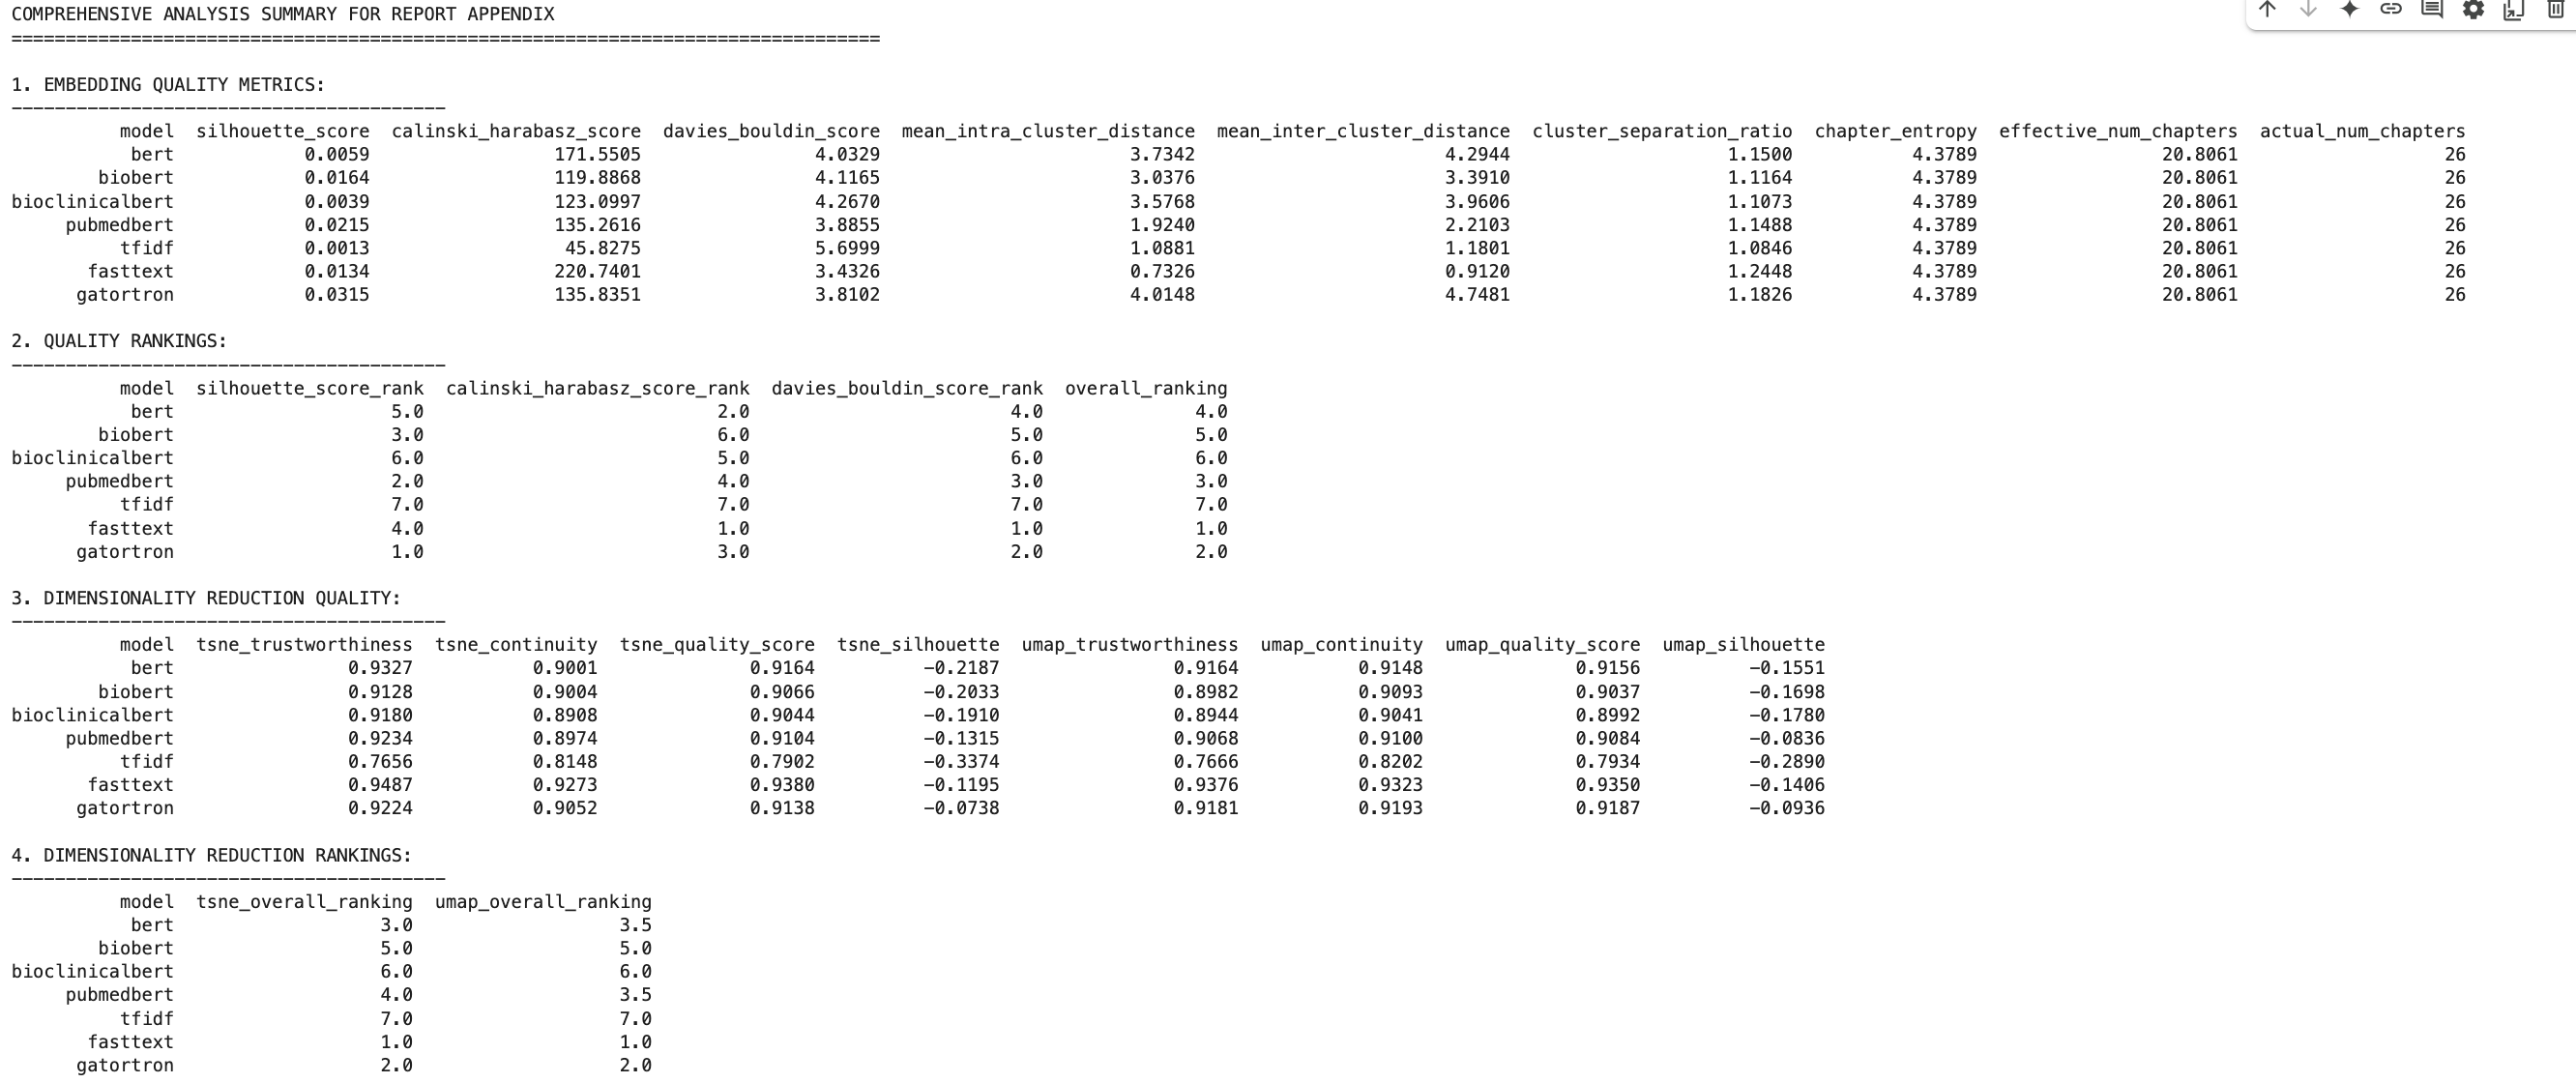 COMPREHENSIVE ANALYSIS SUMMARY FOR REPORT APPENDIX
================================================================================
1. EMBEDDING QUALITY METRICS:
----------------------------------------
model silhouette_score calinski_harabasz_score davies_bouldin_score mean_intra_cluster_distance mean_inter_cluster_distance cluster_separation_ratio chapter_entropy effective_num_chapters actual_num_chapters
bert 0.0059 171.5505 4.0329 3.7342 4.2944 1.1500 4.3789 20.8061 26
biobert 0.0164 119.8868 4.1165 3.0376 3.3910 1.1164 4.3789 20.8061 26
bioclinicalbert 0.0039 123.0997 4.2670 3.5768 3.9606 1.1073 4.3789 20.8061 26
pubmedbert 0.0215 135.2616 3.8855 1.9240 2.2103 1.1488 4.3789 20.8061 26
tfidf 0.0013 45.8275 5.6999 1.0881 1.1801 1.0846 4.3789 20.8061 26
fasttext 0.0134 220.7401 3.4326 0.7326 0.9120 1.2448 4.3789 20.8061 26
gatortron 0.0315 135.8351 3.8102 4.0148 4.7481 1.1826 4.3789 20.8061 26
2. QUALITY RANKINGS:
----------------------------------------
model silhouette_score_rank calinski_harabasz_score_rank davies_bouldin_score_rank overall_ranking
bert 5.0 2.0 4.0 4.0
biobert 3.0 6.0 5.0 5.0
bioclinicalbert 6.0 5.0 6.0 6.0
pubmedbert 2.0 4.0 3.0 3.0
tfidf 7.0 7.0 7.0 7.0
fasttext 4.0 1.0 1.0 1.0
gatortron 1.0 3.0 2.0 2.0
3. DIMENSIONALITY REDUCTION QUALITY:
----------------------------------------
model tsne_trustworthiness tsne_continuity tsne_quality_score tsne_silhouette umap_trustworthiness umap_continuity umap_quality_score umap_silhouette
bert 0.9327 0.9001 0.9164 -0.2187 0.9164 0.9148 0.9156 -0.1551
biobert 0.9128 0.9004 0.9066 -0.2033 0.8982 0.9093 0.9037 -0.1698
bioclinicalbert 0.9180 0.8908 0.9044 -0.1910 0.8944 0.9041 0.8992 -0.1780
pubmedbert 0.9234 0.8974 0.9104 -0.1315 0.9068 0.9100 0.9084 -0.0836
tfidf 0.7656 0.8148 0.7902 -0.3374 0.7666 0.8202 0.7934 -0.2890
fasttext 0.9487 0.9273 0.9380 -0.1195 0.9376 0.9323 0.9350 -0.1406
gatortron 0.9224 0.9052 0.9138 -0.0738 0.9181 0.9193 0.9187 -0.0936
4. DIMENSIONALITY REDUCTION RANKINGS:
----------------------------------------
model tsne_overall_ranking umap_overall_ranking
bert 3.0 3.5
biobert 5.0 5.0
bioclinicalbert 6.0 6.0
pubmedbert 4.0 3.5
tfidf 7.0 7.0
fasttext 1.0 1.0
gatortron 2.0 2.0